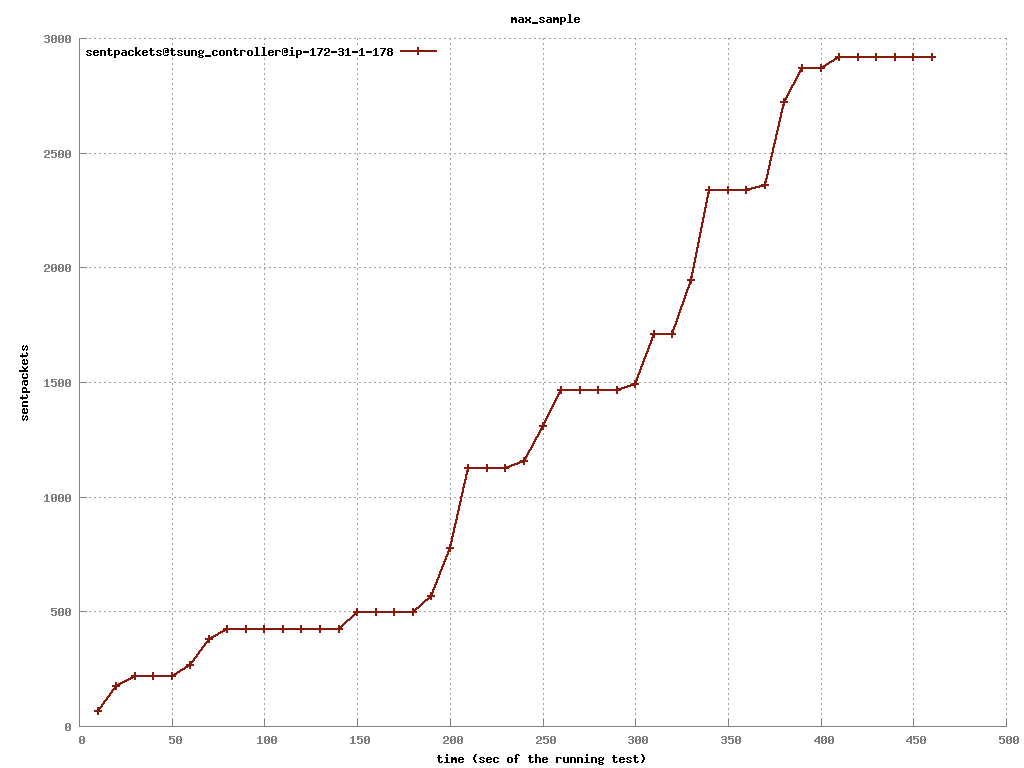 max_sample
sentpackets@tsung_controller@ip-172-31-1-178
3000
2500
2000
1500
1000
500
0
sentpackets
0 50 100 150 200 250 300 350 400 450 500
time (sec of the running test)